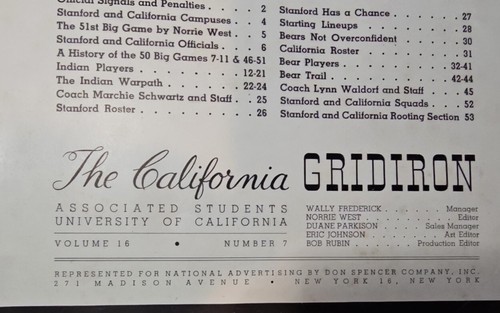 Official Signals and Penalties . . . . . 2
Stanford and California Campuses . . . 4
The 51st Big Game by Norrie West . . . 5
Stanford and California Officials . . . . 6
A History of the 50 Big Games 7-11 & 46-51
Indian Players . . . . . . . . . . 12-21
The Indian Warpath . . . . . . . . 22-24
Coach Marchie Schwartz and Staff . . 25
Stanford Roster . . . . . . . . . . 26
Stanford Has a Chance . . . . . . . 27
Starting Lineups . . . . . . . . . 28
Bears Not Overconfident . . . . . . 30
California Roster . . . . . . . . . 31
Bear Players . . . . . . . . . . 32-41
Bear Trail . . . . . . . . . . . 42-44
Coach Lynn Waldorf and Staff . . . 45
Stanford and California Squads . . . . 52
Stanford and California Rooting Section 53
The California GRIDIRON
ASSOCIATED STUDENTS
UNIVERSITY OF CALIFORNIA
VOLUME 16 • NUMBER 7
WALLY FREDERICK . . . . . . . . Manager
NORRIE WEST . . . . . . . . . . Editor
DUANE PARKISON . . . . . Sales Manager
ERIC JOHNSON . . . . . . . . Art Editor
BOB RUBIN . . . . . . . Production Editor
REPRESENTED FOR NATIONAL ADVERTISING BY DON SPENCER COMPANY, INC.
271 MADISON AVENUE • NEW YORK 16, NEW YORK